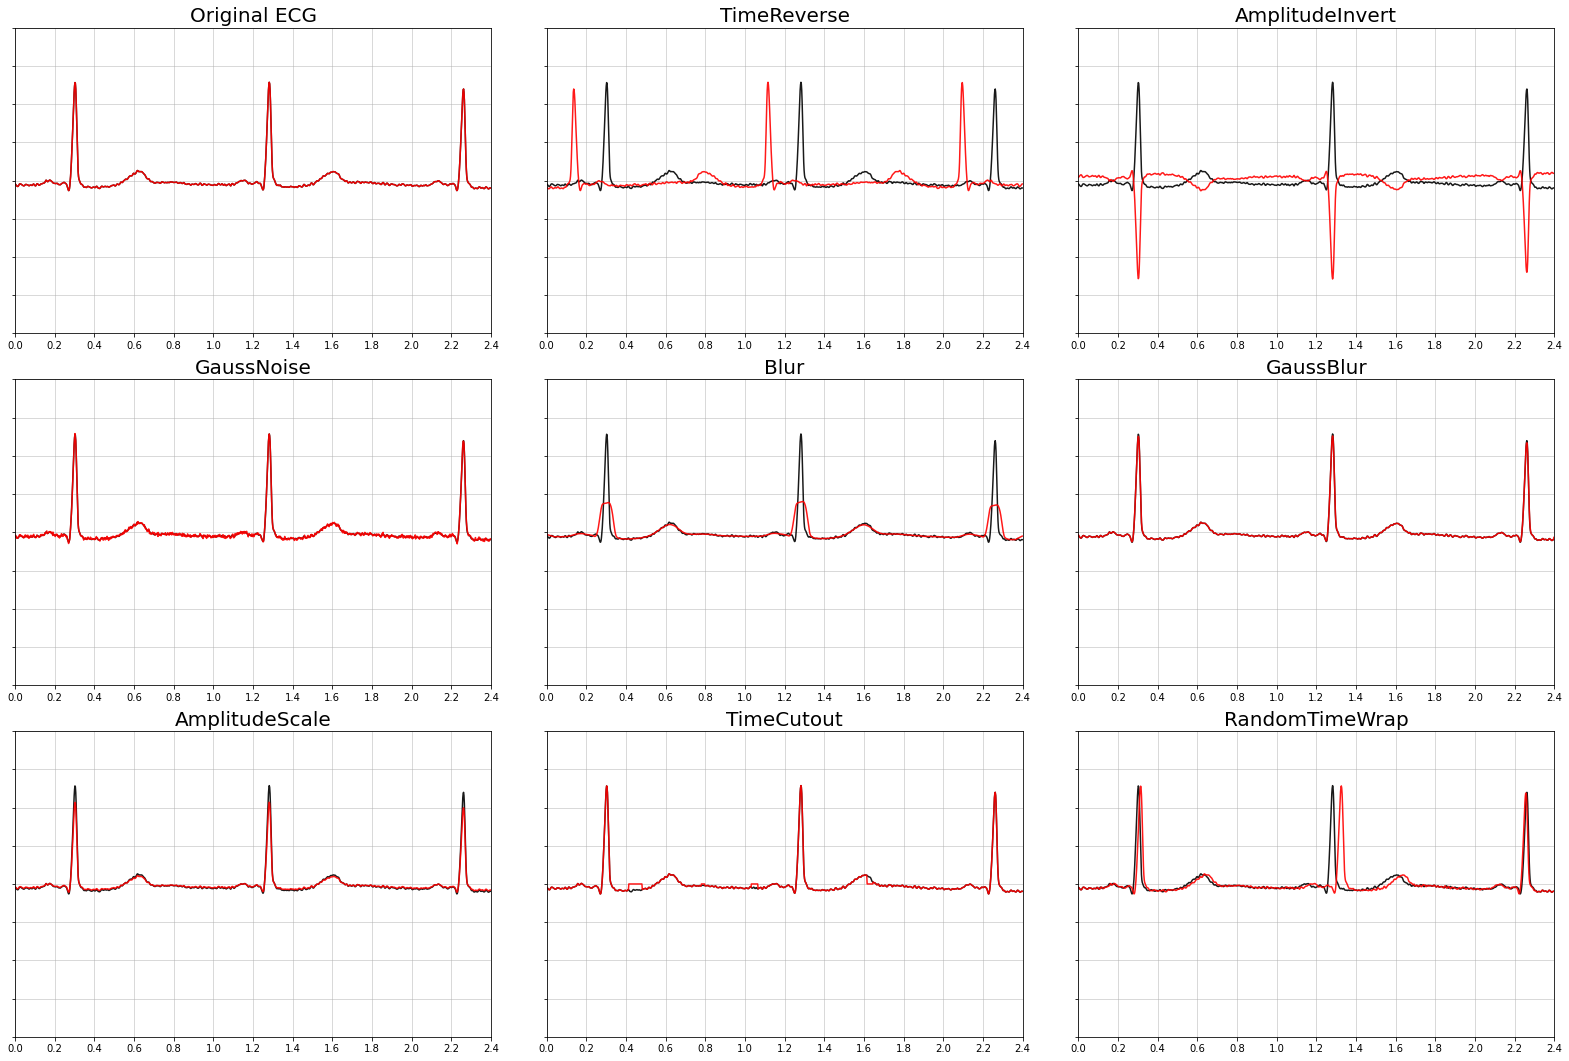 Original ECG
TimeReverse
AmplitudeInvert
0.0 0.2 0.4 0.6 0.8 1.0 1.2 1.4 1.6 1.8 2.0 2.2 2.4
0.0 0.2 0.4 0.6 0.8 1.0 1.2 1.4 1.6 1.8 2.0 2.2 2.4
0.0 0.2 0.4 0.6 0.8 1.0 1.2 1.4 1.6 1.8 2.0 2.2 2.4
GaussNoise
Blur
GaussBlur
0.0 0.2 0.4 0.6 0.8 1.0 1.2 1.4 1.6 1.8 2.0 2.2 2.4
0.0 0.2 0.4 0.6 0.8 1.0 1.2 1.4 1.6 1.8 2.0 2.2 2.4
0.0 0.2 0.4 0.6 0.8 1.0 1.2 1.4 1.6 1.8 2.0 2.2 2.4
AmplitudeScale
TimeCutout
RandomTimeWrap
0.0 0.2 0.4 0.6 0.8 1.0 1.2 1.4 1.6 1.8 2.0 2.2 2.4
0.0 0.2 0.4 0.6 0.8 1.0 1.2 1.4 1.6 1.8 2.0 2.2 2.4
0.0 0.2 0.4 0.6 0.8 1.0 1.2 1.4 1.6 1.8 2.0 2.2 2.4